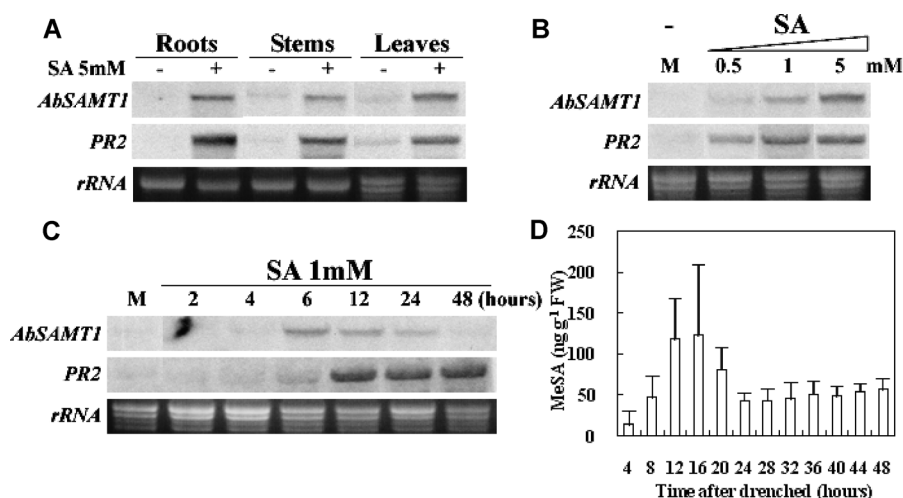 A
Roots Stems Leaves
SA 5mM - + - + - +
AbSAMT1
PR2
rRNA
B
- SA
M 0.5 1 5 mM
AbSAMT1
PR2
rRNA
C
SA 1mM
M 2 4 6 12 24 48 (hours)
AbSAMT1
PR2
rRNA
D
MeSA (ng g-1 FW)
250
200
150
100
50
0
4 8 12 16 20 24 28 32 36 40 44 48
Time after drenched (hours)